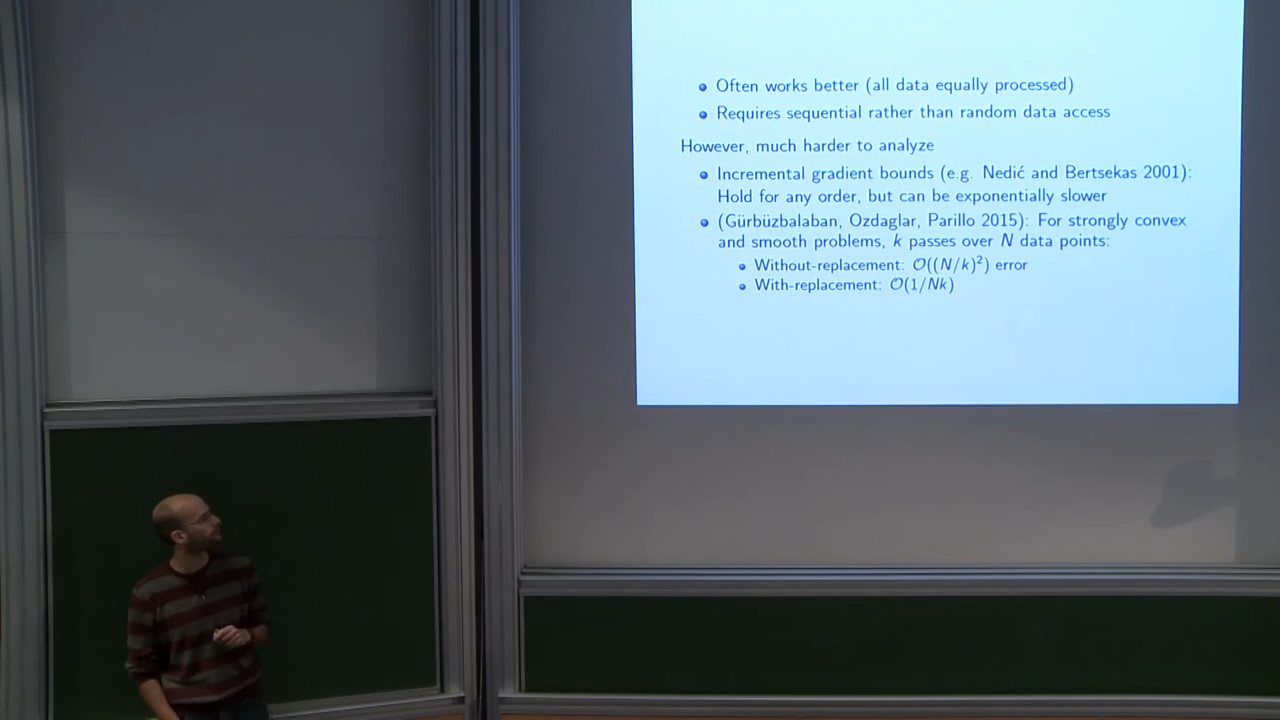 Often works better (all data equally processed)
Requires sequential rather than random data access
However, much harder to analyze
Incremental gradient bounds (e.g. Nedić and Bertsekas 2001):
Hold for any order, but can be exponentially slower
(Gürbüzbalaban, Ozdaglar, Parillo 2015): For strongly convex
and smooth problems, k passes over N data points:
Without-replacement: O((N/k)²) error
With-replacement: O(1/Nk)